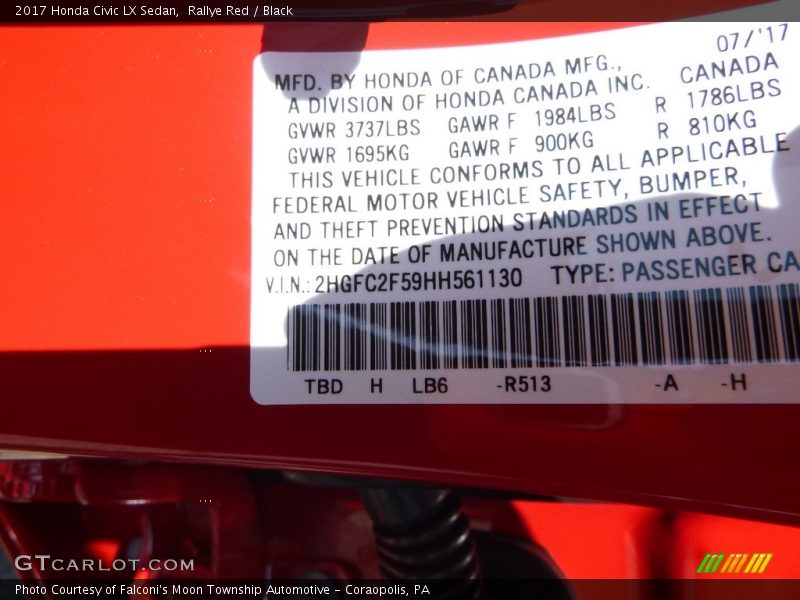 2017 Honda Civic LX Sedan, Rallye Red / Black
07/'17
MFD. BY HONDA OF CANADA MFG.,
A DIVISION OF HONDA CANADA INC. CANADA
GVWR 3737LBS GAWR F 1984LBS R 1786LBS
GVWR 1695KG GAWR F 900KG R 810KG
THIS VEHICLE CONFORMS TO ALL APPLICABLE
FEDERAL MOTOR VEHICLE SAFETY, BUMPER,
AND THEFT PREVENTION STANDARDS IN EFFECT
ON THE DATE OF MANUFACTURE SHOWN ABOVE.
V.I.N.: 2HGFC2F59HH561130 TYPE: PASSENGER CA
TBD H LB6 -R513 -A -H
GTCARLOT.COM
Photo Courtesy of Falconi's Moon Township Automotive - Coraopolis, PA